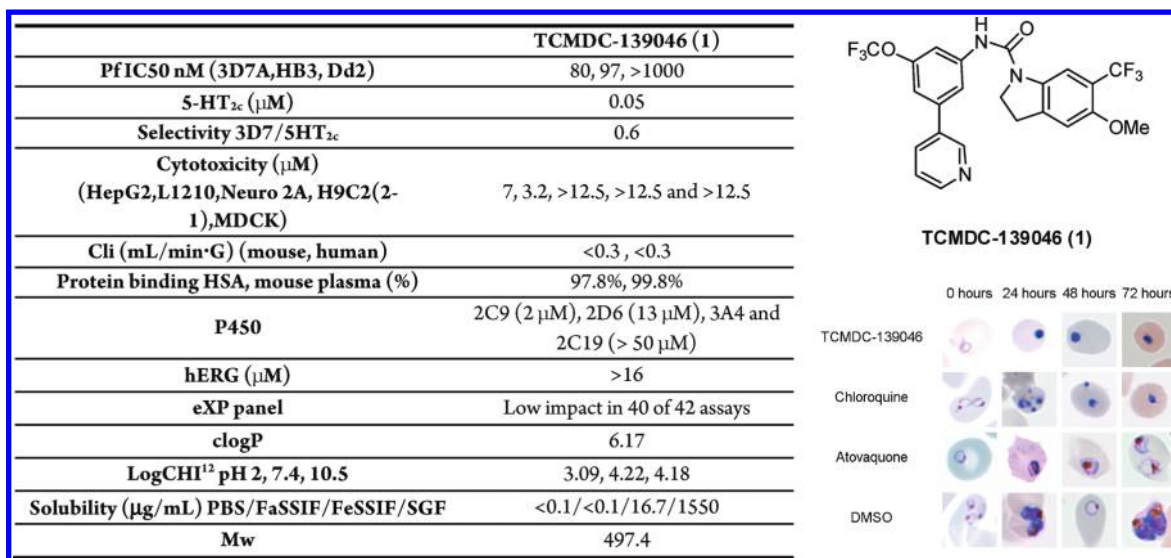 TCMDC-139046 (1)
Pf IC50 nM (3D7A,HB3, Dd2) 80, 97, >1000
5-HT2c (μM) 0.05
Selectivity 3D7/5HT2c 0.6
Cytotoxicity (μM)
(HepG2,L1210,Neuro 2A, H9C2(2-
1),MDCK) 7, 3.2, >12.5, >12.5 and >12.5
Cli (mL/min·G) (mouse, human) <0.3 , <0.3
Protein binding HSA, mouse plasma (%) 97.8%, 99.8%
P450 2C9 (2 μM), 2D6 (13 μM), 3A4 and
2C19 (> 50 μM)
hERG (μM) >16
eXP panel Low impact in 40 of 42 assays
clogP 6.17
LogCHI12 pH 2, 7.4, 10.5 3.09, 4.22, 4.18
Solubility (μg/mL) PBS/FaSSIF/FeSSIF/SGF <0.1/<0.1/16.7/1550
Mw 497.4
F3CO
NH
O
N
CF3
OMe
N
TCMDC-139046 (1)
0 hours 24 hours 48 hours 72 hours
TCMDC-139046
Chloroquine
Atovaquone
DMSO